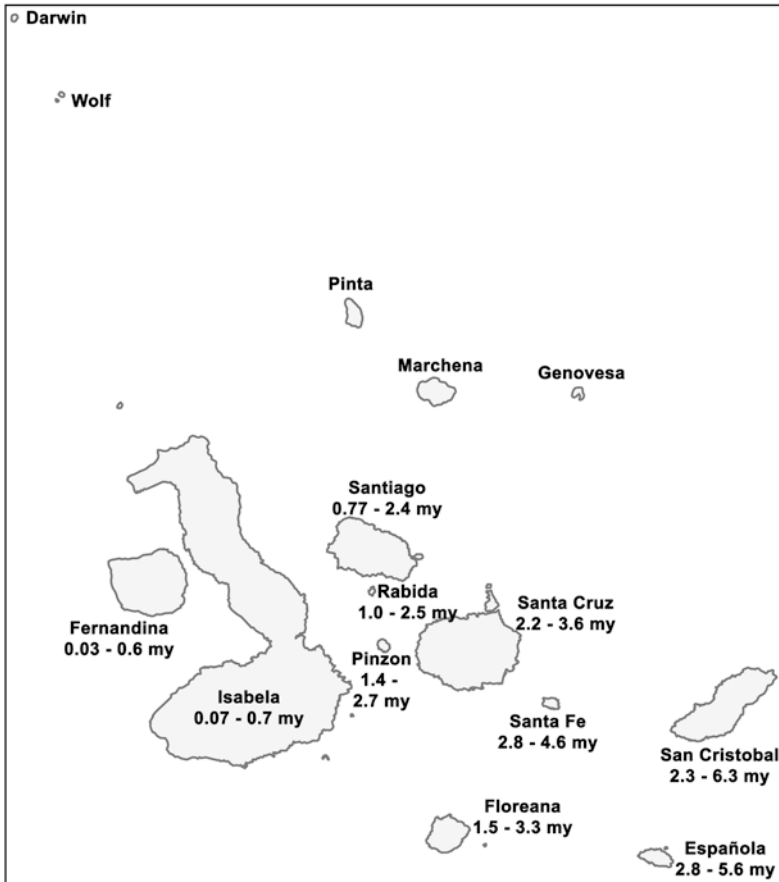 Darwin
Wolf
Pinta
Marchena
Genovesa
Santiago
0.77 - 2.4 my
Rabida
1.0 - 2.5 my
Santa Cruz
2.2 - 3.6 my
Fernandina
0.03 - 0.6 my
Pinzon
1.4 -
2.7 my
Isabela
0.07 - 0.7 my
Santa Fe
2.8 - 4.6 my
San Cristobal
2.3 - 6.3 my
Floreana
1.5 - 3.3 my
Española
2.8 - 5.6 my